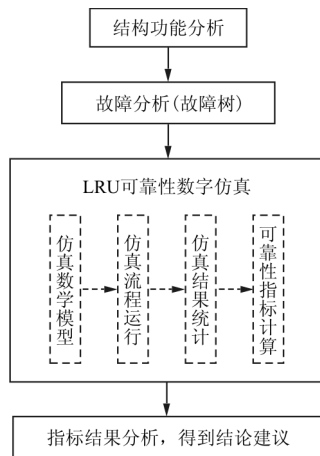 结构功能分析
故障分析(故障树)
LRU可靠性数字仿真
仿真数学模型
仿真流程运行
仿真结果统计
可靠性指标计算
指标结果分析，得到结论建议